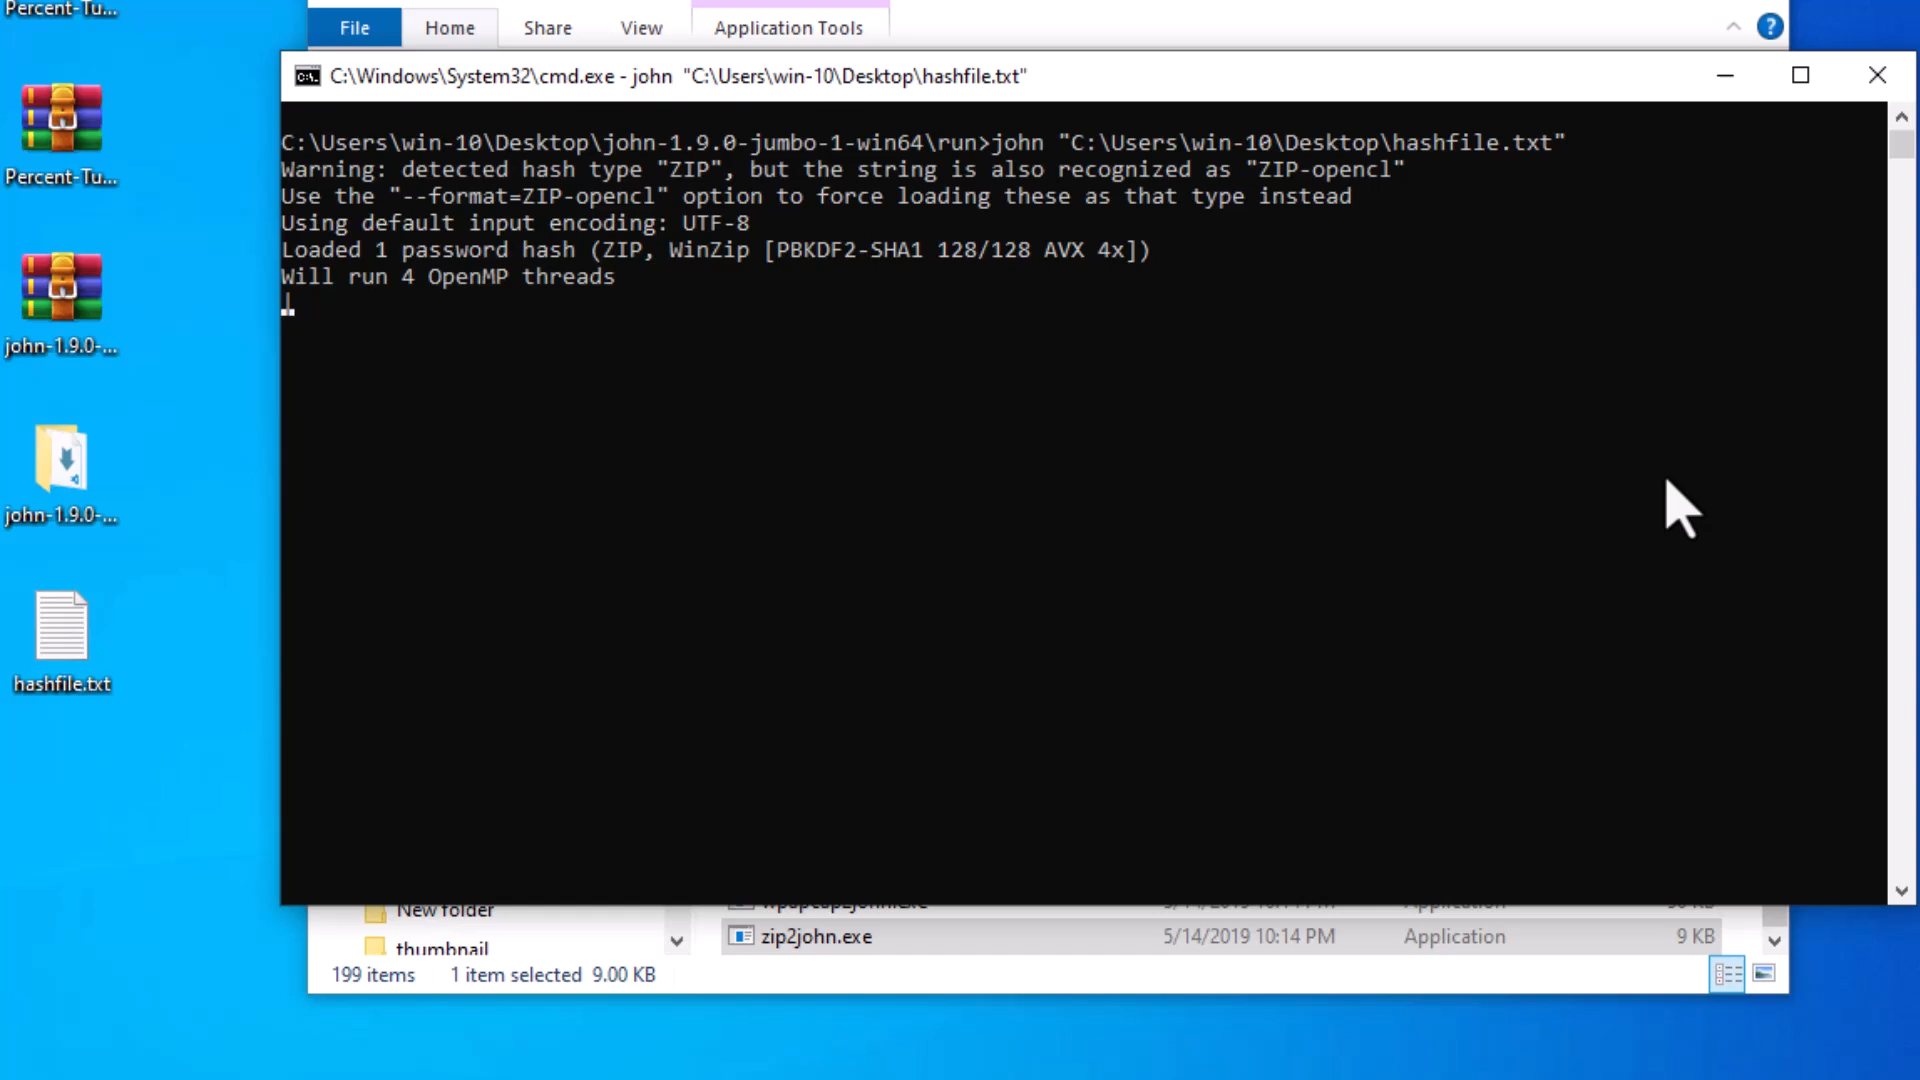 Percent-Tu...
File
Home
Share
View
Application Tools
C:\Windows\System32\cmd.exe - john  "C:\Users\win-10\Desktop\hashfile.txt"
C:\Users\win-10\Desktop\john-1.9.0-jumbo-1-win64\run>john "C:\Users\win-10\Desktop\hashfile.txt"
Warning: detected hash type "ZIP", but the string is also recognized as "ZIP-opencl"
Use the "--format=ZIP-opencl" option to force loading these as that type instead
Using default input encoding: UTF-8
Loaded 1 password hash (ZIP, WinZip [PBKDF2-SHA1 128/128 AVX 4x])
Will run 4 OpenMP threads
Percent-Tu...
john-1.9.0-...
john-1.9.0-...
hashfile.txt
New folder
thumbnail
zip2john.exe
5/14/2019 10:14 PM
Application
9 KB
199 items
1 item selected  9.00 KB